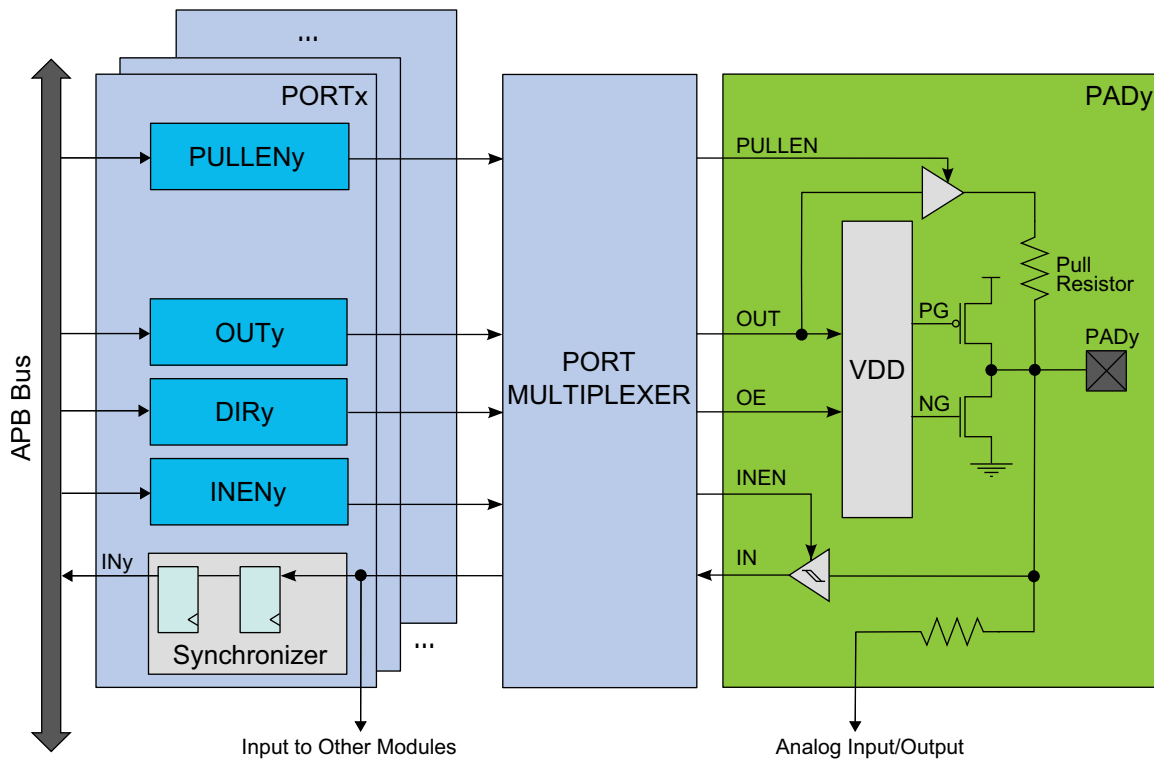 ...
PORTx
PADy
PULLENy
PULLEN
Pull
Resistor
OUTy
OUT
PG
PADy
PORT
MULTIPLEXER
VDD
APB Bus
DIRy
OE
NG
INENy
INEN
INy
IN
Synchronizer
...
Input to Other Modules
Analog Input/Output